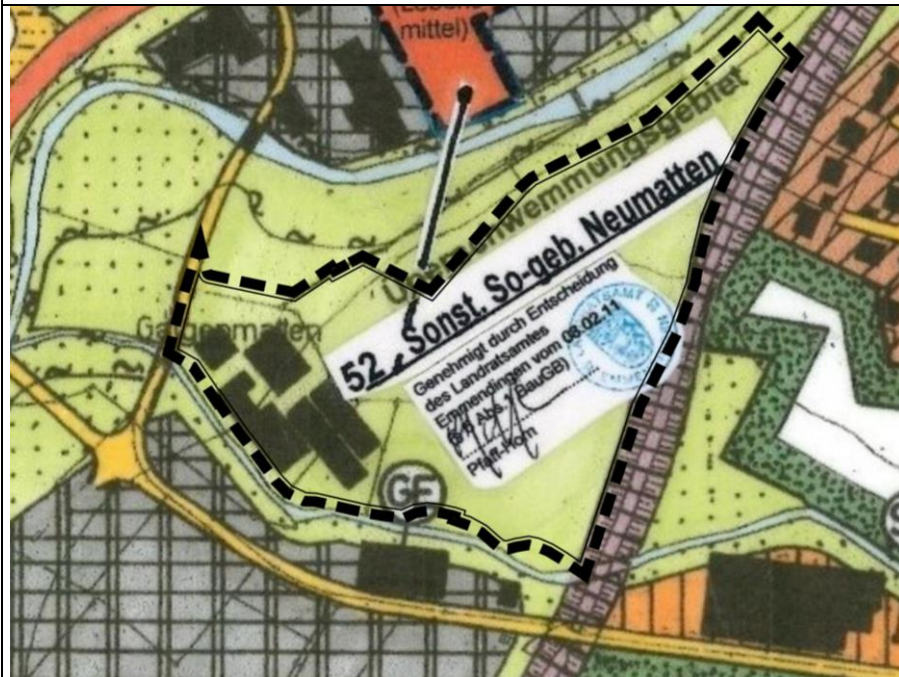 mittel)
Überschwemmungsgebiet
52. Sonst. So-geb. Neumatten
Genehmigt durch Entscheidung
des Landratsamtes
Emmendingen vom 08.02.11
(§ 6 Abs. 1 BauGB)
Pfaff-Horn
Galgenmatten
GE